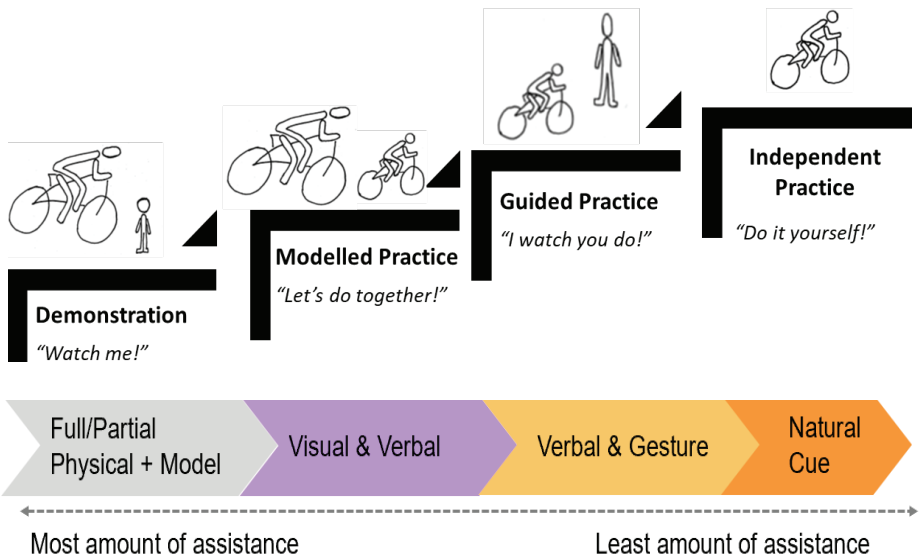 Demonstration
“Watch me!”
Modelled Practice
“Let’s do together!”
Guided Practice
“I watch you do!”
Independent
Practice
“Do it yourself!”
Full/Partial
Physical + Model
Visual & Verbal
Verbal & Gesture
Natural
Cue
Most amount of assistance
Least amount of assistance